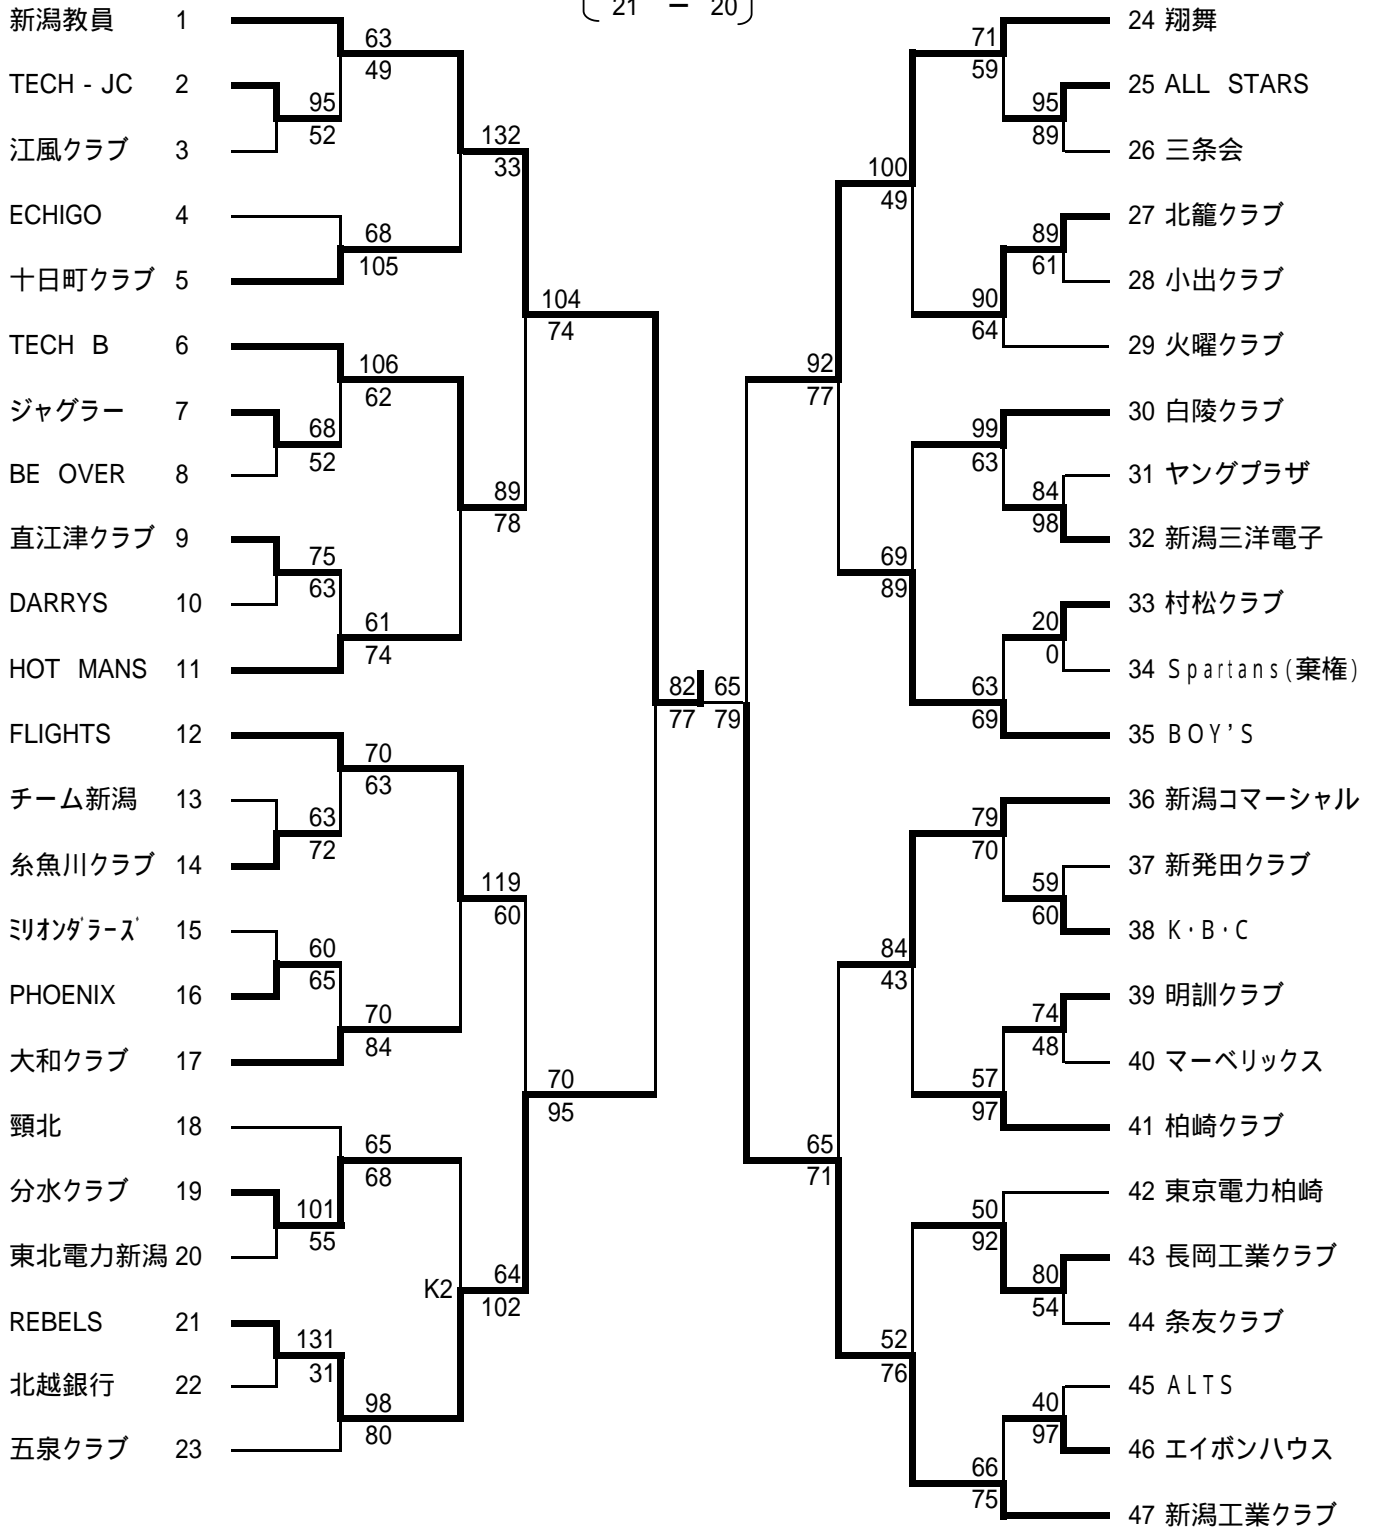 21 － 20
新潟教員 1
TECH - JC 2
江風クラブ 3
ECHIGO 4
十日町クラブ 5
TECH B 6
ジャグラー 7
BE OVER 8
直江津クラブ 9
DARRYS 10
HOT MANS 11
FLIGHTS 12
チーム新潟 13
糸魚川クラブ 14
ﾐﾘｵﾝﾀﾞﾗｰｽﾞ 15
PHOENIX 16
大和クラブ 17
頸北 18
分水クラブ 19
東北電力新潟 20
REBELS 21
北越銀行 22
五泉クラブ 23
95
52
68
52
75
63
63
72
60
65
101
55
131
31
63
49
68
105
106
62
61
74
70
63
70
84
65
68
98
80
132
33
89
78
119
60
K2
64
102
104
74
70
95
82
77
65
79
92
77
65
71
100
49
69
89
84
43
52
76
71
59
90
64
99
63
63
69
79
70
57
97
50
92
66
75
95
89
89
61
84
98
20
0
59
60
74
48
80
54
40
97
24 翔舞
25 ALL STARS
26 三条会
27 北籠クラブ
28 小出クラブ
29 火曜クラブ
30 白陵クラブ
31 ヤングプラザ
32 新潟三洋電子
33 村松クラブ
34 Spartans(棄権)
35 BOY'S
36 新潟コマーシャル
37 新発田クラブ
38 K・B・C
39 明訓クラブ
40 マーベリックス
41 柏崎クラブ
42 東京電力柏崎
43 長岡工業クラブ
44 条友クラブ
45 ALTS
46 エイボンハウス
47 新潟工業クラブ